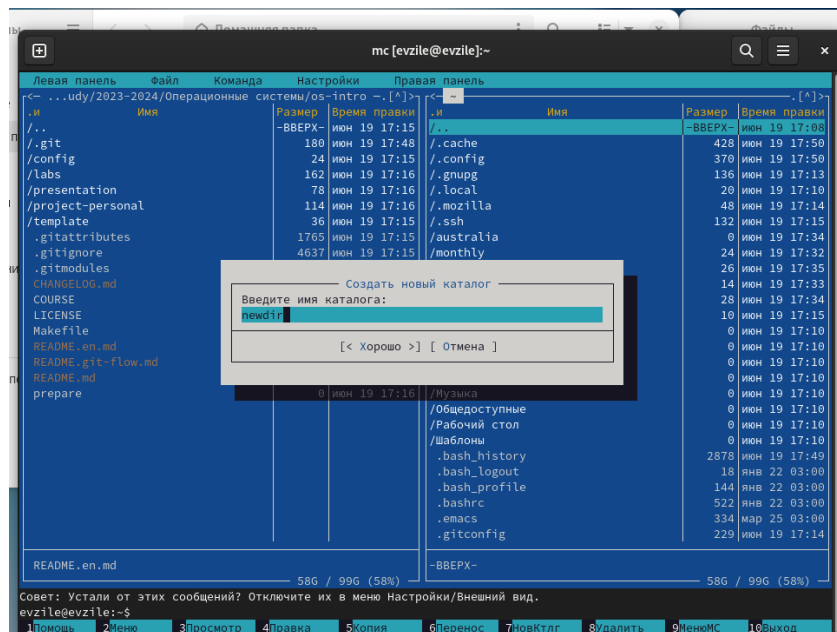 Домашняя папка
Файлы
mc [evzile@evzile]:~
Левая панель Файл Команда Настройки Правая панель
<— ...udy/2023-2024/Операционные системы/os-intro —.[^]>
.и Имя Размер Время правки
/.. -ВВЕРХ- июн 19 17:15
/.git 180 июн 19 17:48
/config 24 июн 19 17:15
/labs 162 июн 19 17:16
/presentation 78 июн 19 17:16
/project-personal 114 июн 19 17:16
/template 36 июн 19 17:15
.gitattributes 1765 июн 19 17:15
.gitignore 4637 июн 19 17:15
.gitmodules
CHANGELOG.md
COURSE
LICENSE
Makefile
README.en.md
README.git-flow.md
README.md
prepare 0 июн 19 17:16
README.en.md
58G / 99G (58%)
<— ~ .[^]>
.и Имя Размер Время правки
/.. -ВВЕРХ- июн 19 17:08
/.cache 428 июн 19 17:50
/.config 370 июн 19 17:50
/.gnupg 136 июн 19 17:13
/.local 20 июн 19 17:10
/.mozilla 48 июн 19 17:14
/.ssh 132 июн 19 17:15
/australia 0 июн 19 17:34
/monthly 24 июн 19 17:32
26 июн 19 17:35
14 июн 19 17:33
28 июн 19 17:34
10 июн 19 17:15
0 июн 19 17:10
0 июн 19 17:10
0 июн 19 17:10
0 июн 19 17:10
/Музыка 0 июн 19 17:10
/Общедоступные 0 июн 19 17:10
/Рабочий стол 0 июн 19 17:10
/Шаблоны 0 июн 19 17:10
.bash_history 2878 июн 19 17:49
.bash_logout 18 янв 22 03:00
.bash_profile 144 янв 22 03:00
.bashrc 522 янв 22 03:00
.emacs 334 мар 25 03:00
.gitconfig 229 июн 19 17:14
-ВВЕРХ-
58G / 99G (58%)
Создать новый каталог
Введите имя каталога:
newdir
[< Хорошо >] [ Отмена ]
Совет: Устали от этих сообщений? Отключите их в меню Настройки/Внешний вид.
evzile@evzile:~$
1Помощь 2Меню 3Просмотр 4Правка 5Копия 6Перенос 7НовКтлг 8Удалить 9МенюMC 10Выход